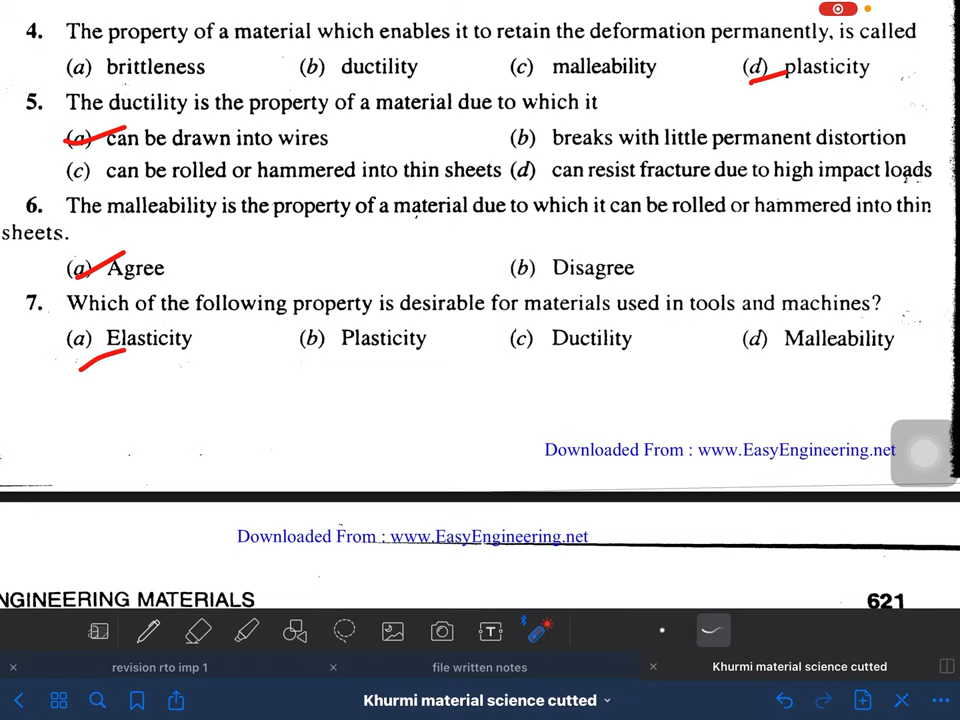 4. The property of a material which enables it to retain the deformation permanently, is called
(a) brittleness (b) ductility (c) malleability (d) plasticity
5. The ductility is the property of a material due to which it
(a) can be drawn into wires (b) breaks with little permanent distortion
(c) can be rolled or hammered into thin sheets (d) can resist fracture due to high impact loads
6. The malleability is the property of a material due to which it can be rolled or hammered into thin
sheets.
(a) Agree (b) Disagree
7. Which of the following property is desirable for materials used in tools and machines?
(a) Elasticity (b) Plasticity (c) Ductility (d) Malleability
Downloaded From : www.EasyEngineering.net
Downloaded From : www.EasyEngineering.net
NGINEERING MATERIALS 621
T
× revision rto imp 1 × file written notes × Khurmi material science cutted
Khurmi material science cutted